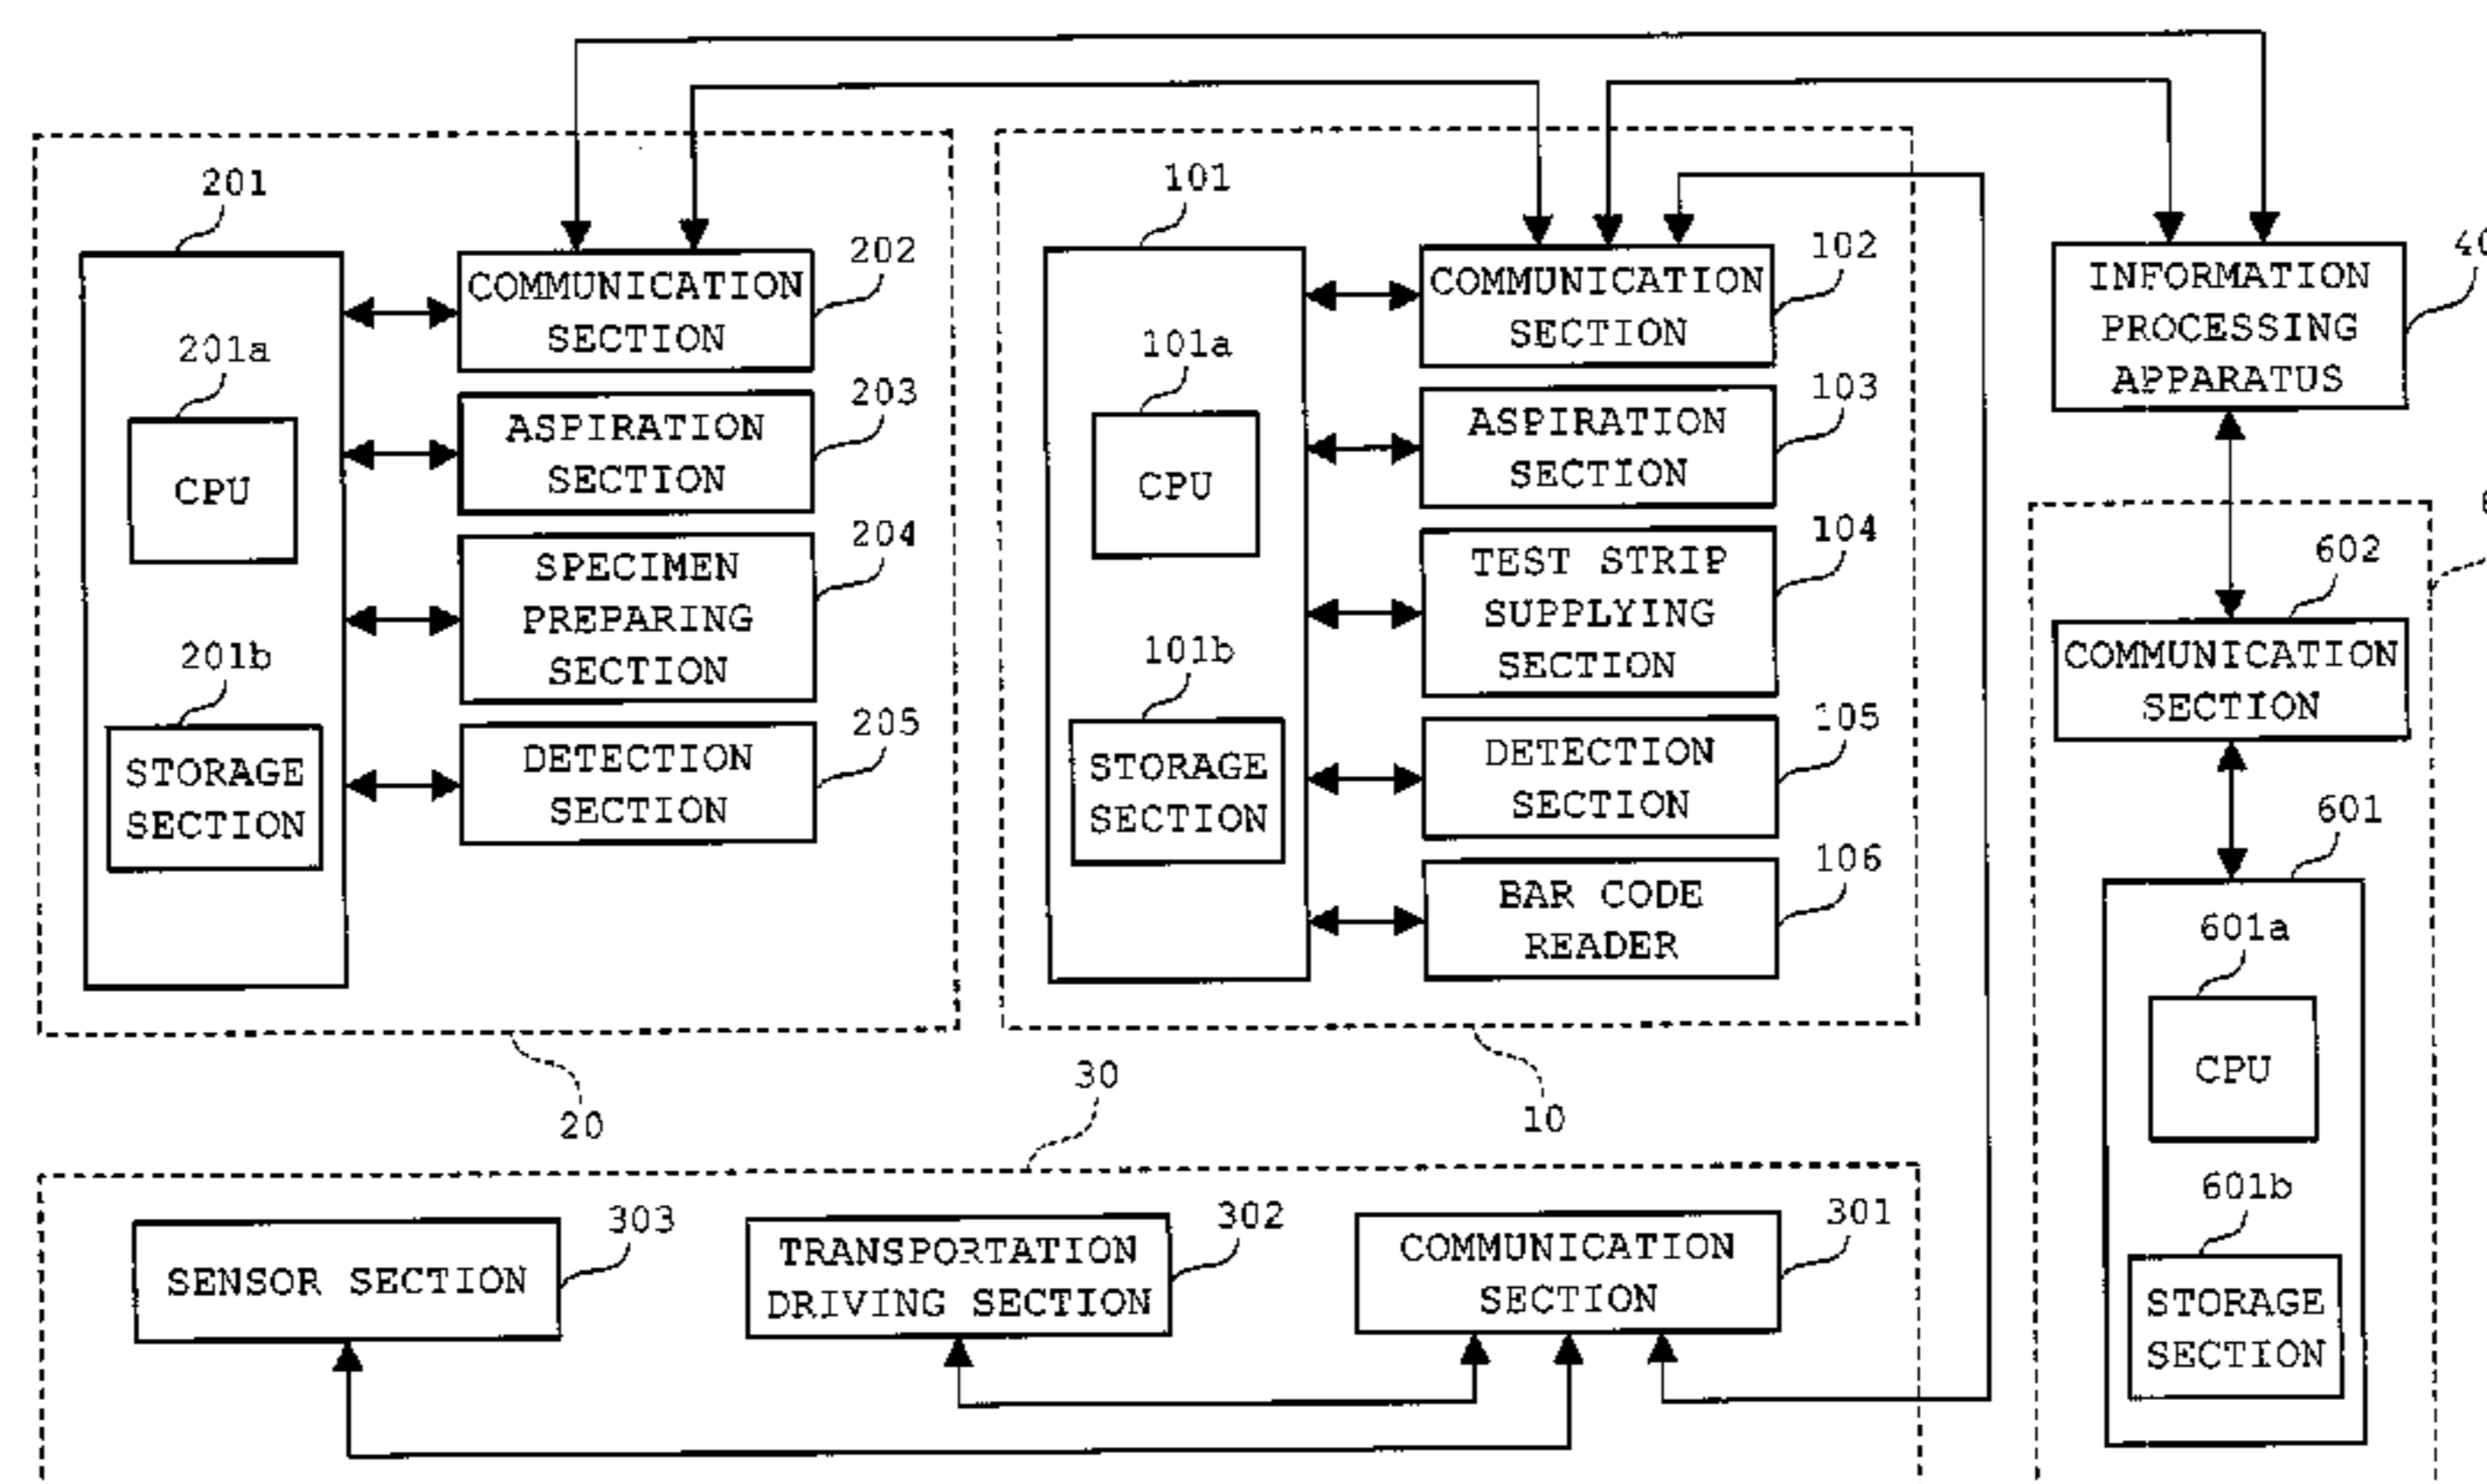 201
202
COMMUNICATION
SECTION
201a
CPU
203
ASPIRATION
SECTION
204
SPECIMEN
PREPARING
SECTION
201b
STORAGE
SECTION
205
DETECTION
SECTION
20
101
102
COMMUNICATION
SECTION
101a
CPU
103
ASPIRATION
SECTION
104
TEST STRIP
SUPPLYING
SECTION
101b
STORAGE
SECTION
105
DETECTION
SECTION
106
BAR CODE
READER
10
40
INFORMATION
PROCESSING
APPARATUS
602
COMMUNICATION
SECTION
601
601a
CPU
601b
STORAGE
SECTION
30
303
SENSOR SECTION
302
TRANSPORTATION
DRIVING SECTION
301
COMMUNICATION
SECTION